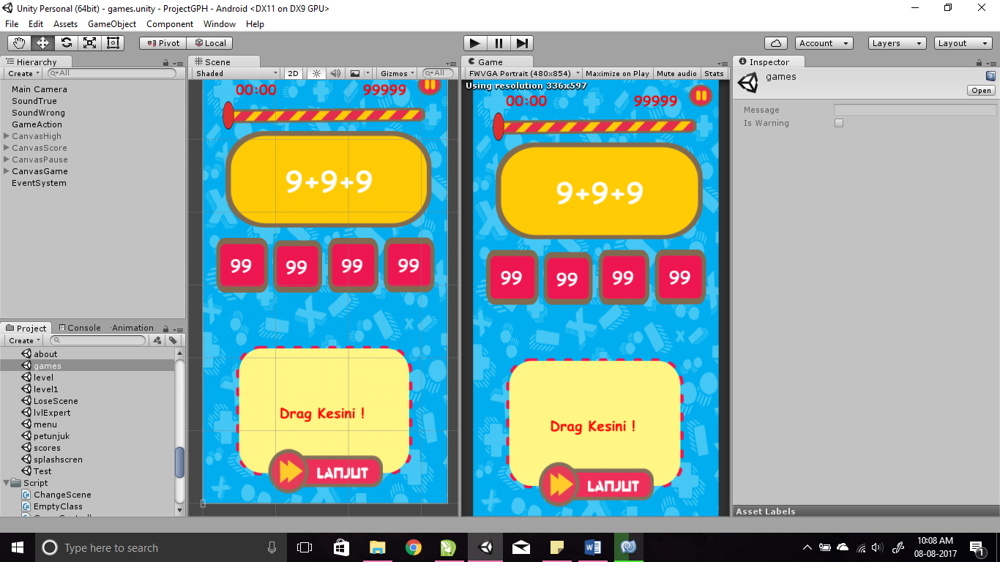 Unity Personal (64bit) - games.unity - ProjectGPH - Android <DX11 on DX9 GPU>
File Edit Assets GameObject Component Window Help
Pivot Local Account Layers Layout
Hierarchy
Create All
Main Camera
SoundTrue
SoundWrong
GameAction
CanvasHigh
CanvasScore
CanvasPause
CanvasGame
EventSystem
Project Console Animation
Create
about
games
level
level1
LoseScene
lvlExpert
menu
petunjuk
scores
splashscren
Test
Script
ChangeScene
EmptyClass
Scene
Shaded 2D Gizmos All
00:00 99999
9+9+9
99 99 99 99
Drag Kesini !
LANJUT
Game
FWVGA Portrait (480x854) Maximize on Play Mute audio Stats
Using resolution 336x597
00:00 99999
9+9+9
99 99 99 99
Drag Kesini !
LANJUT
Inspector
games
Open
Message
Is Warning
Asset Labels
Type here to search
10:08 AM
08-08-2017
1